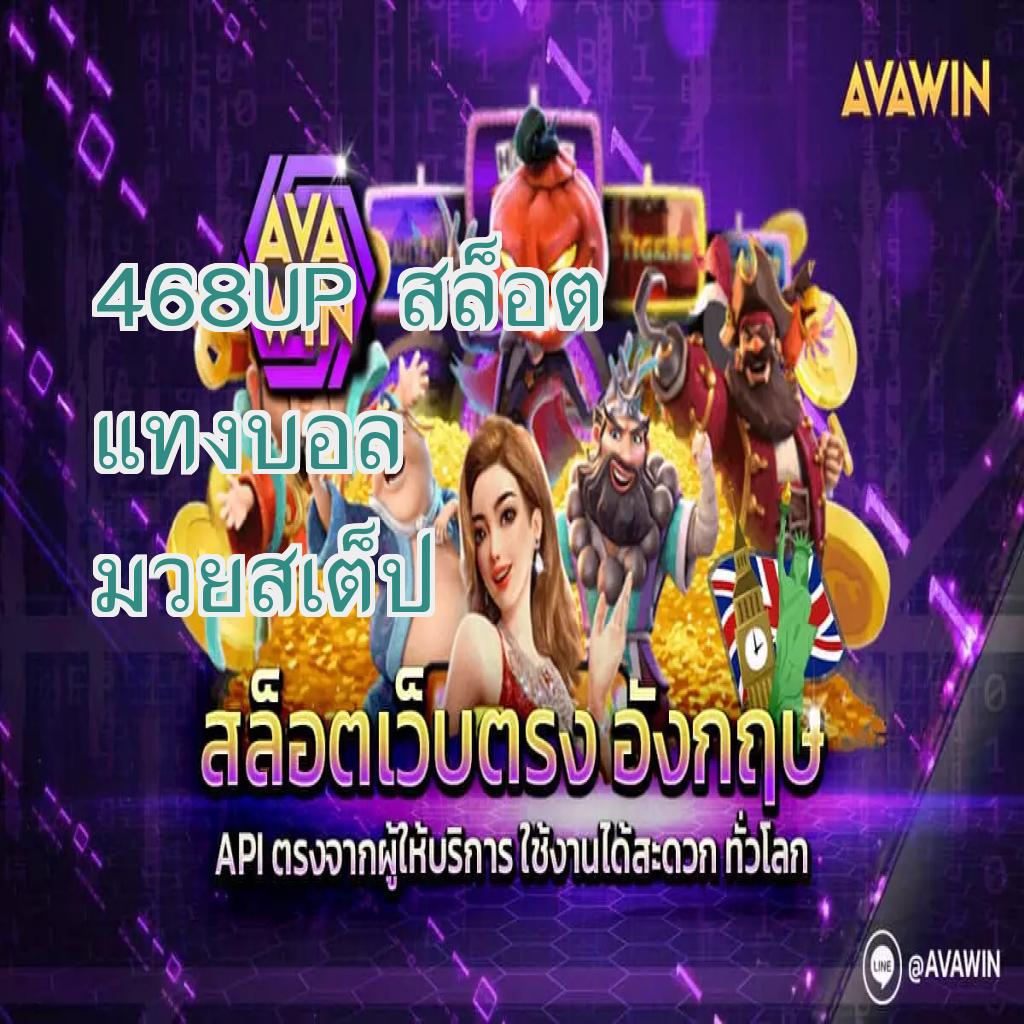 AVAWIN
AVA
WIN
TIGERS
468UP สล็อต
แทงบอล
มวยสเต็ป
สล็อตเว็บตรง อังกฤษ
API ตรงจากผู้ให้บริการ ใช้งานได้สะดวก ทั่วโลก
LINE @AVAWIN